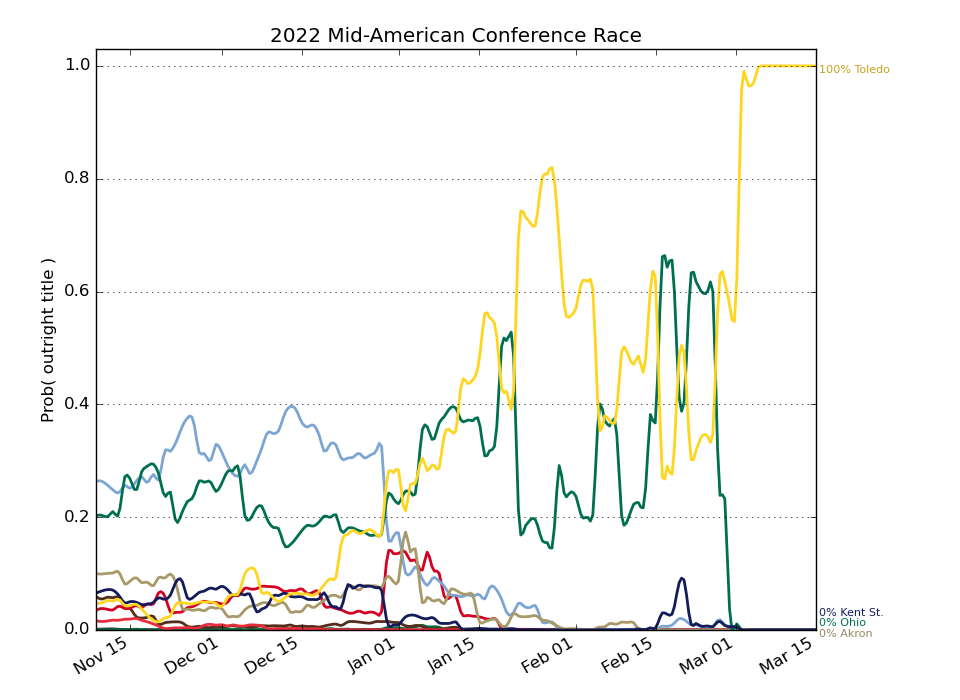 2022 Mid-American Conference Race
Prob( outright title )
1.0
0.8
0.6
0.4
0.2
0.0
100% Toledo
0% Kent St.
0% Ohio
0% Akron
Nov 15
Dec 01
Dec 15
Jan 01
Jan 15
Feb 01
Feb 15
Mar 01
Mar 15